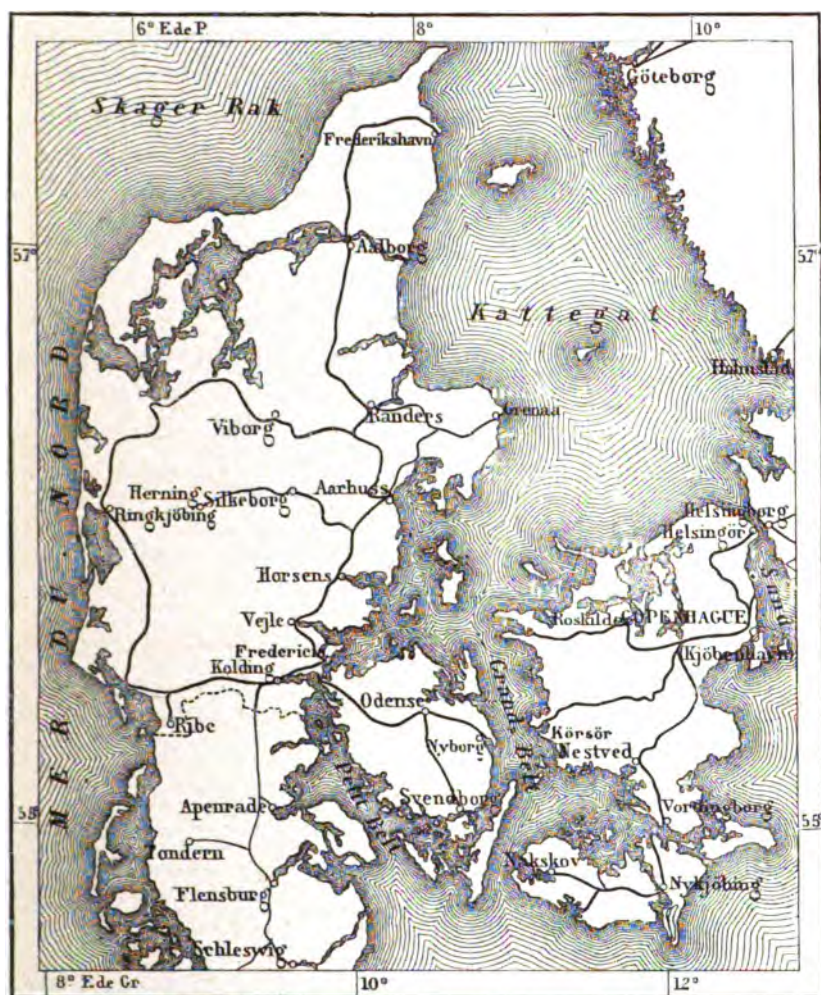 6° E.de P.
8°
10°
Göteborg
Skager Rak
Frederikshavn
57°
Aalborg
57°
Kattegat
Halmstad
Randers
Grenaa
Viborg
Herning
Silkeborg
Aarhuss
Ringkjöbing
Helsingborg
Helsingör
Horsens
Sund
Vejle
Roskilde
COPENHAGUE
Kjöbenhavn
Frederici
Kolding
Grand Belt
Odense
Ribe
Körsör
Nyborg
Nestved
MER DU NORD
Petit Belt
Svendborg
Apenrade
Vordingborg
55°
55°
Tondern
Nakskov
Nykjöbing
Flensburg
Schleswig
8° E.de Gr.
10°
12°